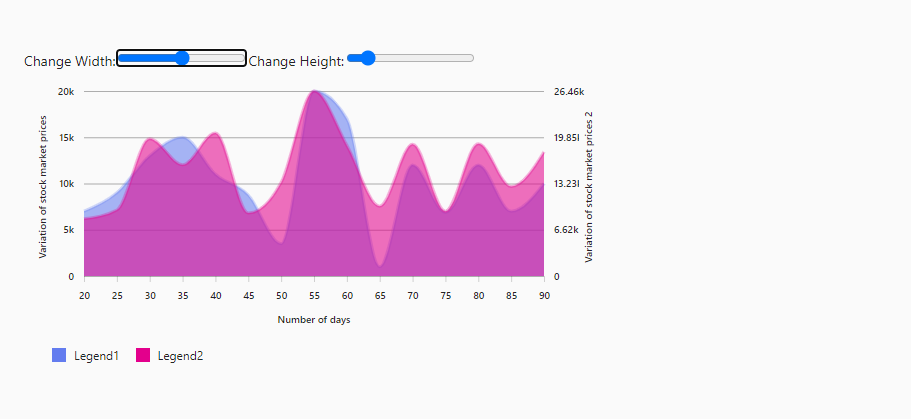 Change Width: Change Height:
20k 26.46k
15k 19.85l
10k 13.23l
5k 6.62k
0 0
Variation of stock market prices
Variation of stock market prices 2
20 25 30 35 40 45 50 55 60 65 70 75 80 85 90
Number of days
Legend1 Legend2